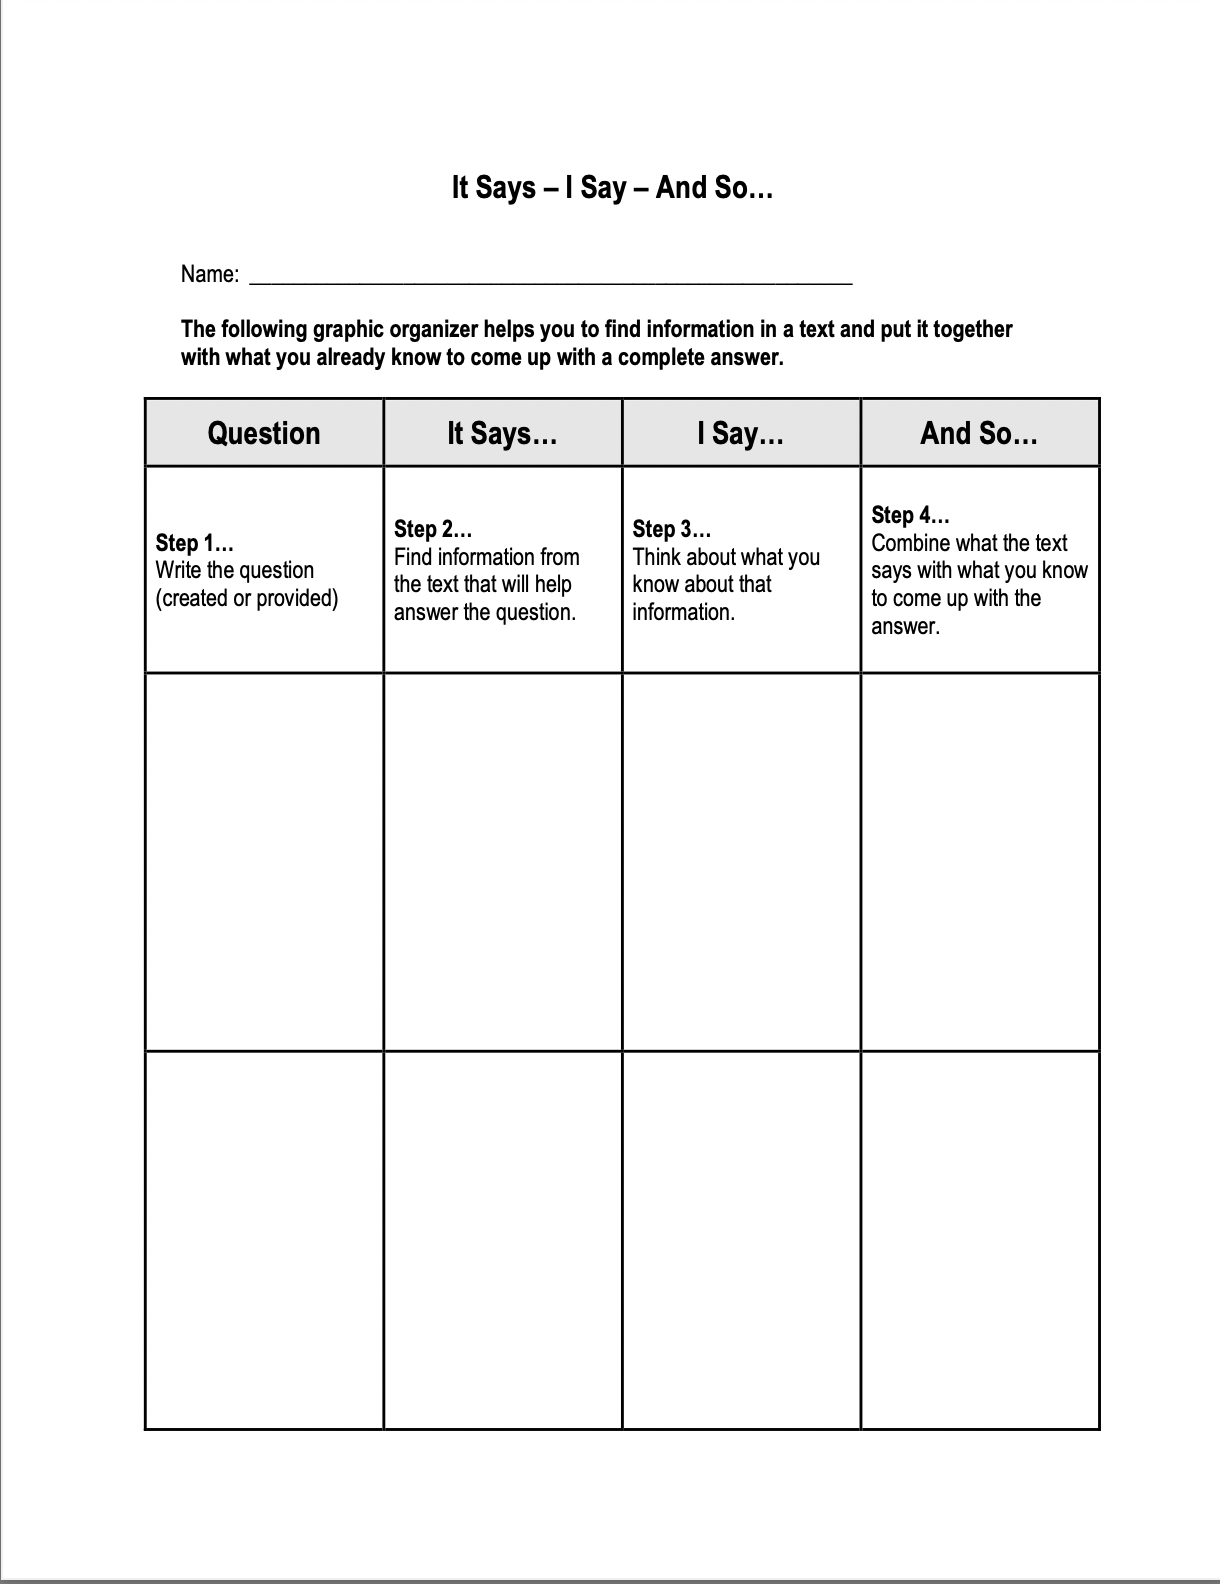 It Says – I Say – And So…
Name: ______________________________________________
The following graphic organizer helps you to find information in a text and put it together
with what you already know to come up with a complete answer.
Question
It Says…
I Say…
And So…
Step 1…
Write the question
(created or provided)
Step 2…
Find information from
the text that will help
answer the question.
Step 3…
Think about what you
know about that
information.
Step 4…
Combine what the text
says with what you know
to come up with the
answer.